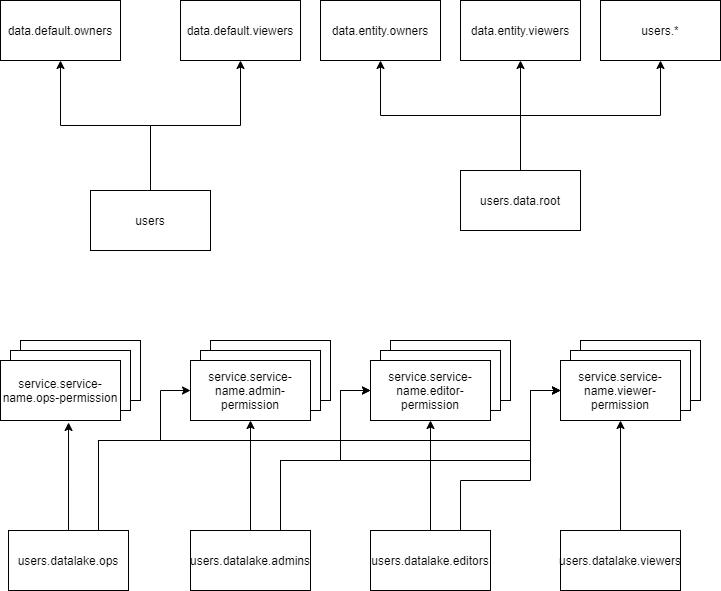 data.default.owners
data.default.viewers
data.entity.owners
data.entity.viewers
users.*
users
users.data.root
service.service-
name.ops-permission
service.service-
name.admin-
permission
service.service-
name.editor-
permission
service.service-
name.viewer-
permission
users.datalake.ops
users.datalake.admins
users.datalake.editors
users.datalake.viewers